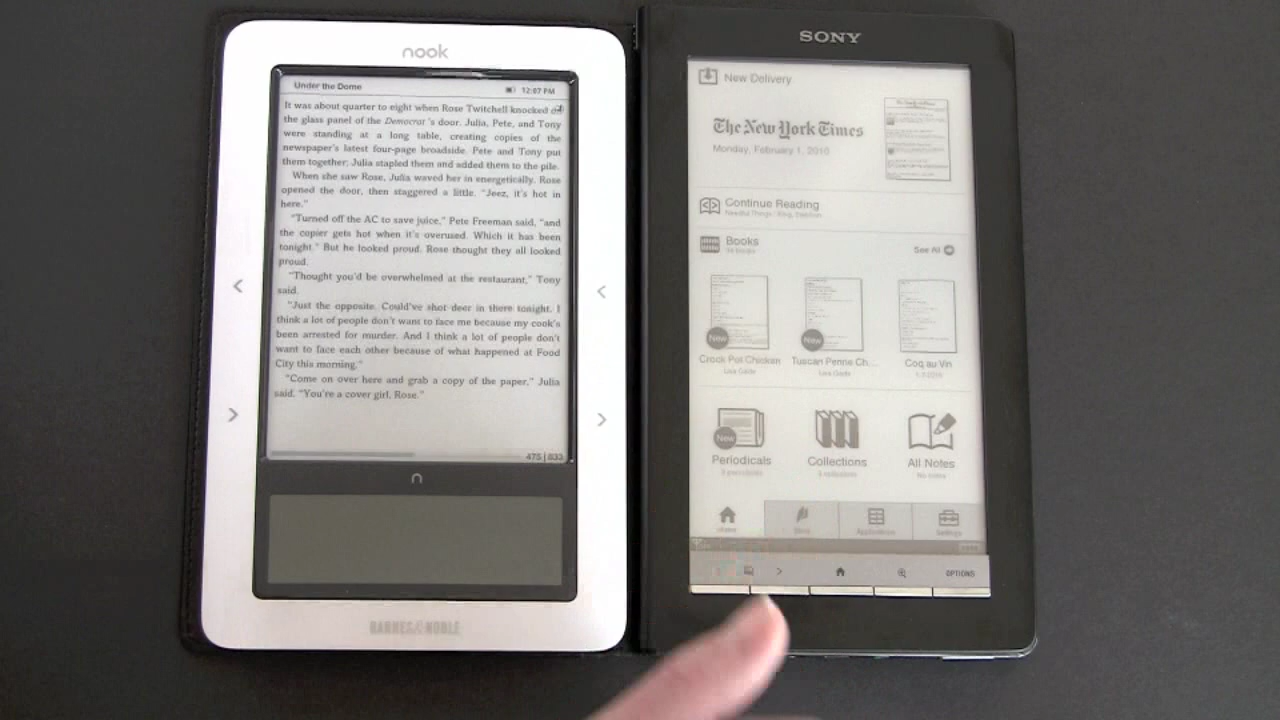 nook
Under the Dome 12:07 PM
It was about quarter to eight when Rose Twitchell knocked on
the glass panel of the Democrat 's door. Julia, Pete, and Tony
were standing at a long table, creating copies of the
newspaper's latest four-page broadside. Pete and Tony put
them together; Julia stapled them and added them to the pile.
When she saw Rose, Julia waved her in energetically. Rose
opened the door, then staggered a little. "Jeez, it's hot in
here."
"Turned off the AC to save juice," Pete Freeman said, "and
the copier gets hot when it's overused. Which it has been
tonight." But he looked proud. Rose thought they all looked
proud.
"Thought you'd be overwhelmed at the restaurant," Tony
said.
"Just the opposite. Could've shot deer in there tonight. I
think a lot of people don't want to face me because my cook's
been arrested for murder. And I think a lot of people don't
want to face each other because of what happened at Food
City this morning."
"Come on over here and grab a copy of the paper," Julia
said. "You're a cover girl, Rose."
475 | 833
BARNES&NOBLE
SONY
New Delivery
The New York Times
Monday, February 1, 2010
Continue Reading
Needful Things / King, Stephen
Books
See All
New
New
Crock Pot Chicken
Tuscan Penne Ch...
Coq au Vin
New
Periodicals
Collections
All Notes
No notes
Home
Store
Applications
Settings
OPTIONS